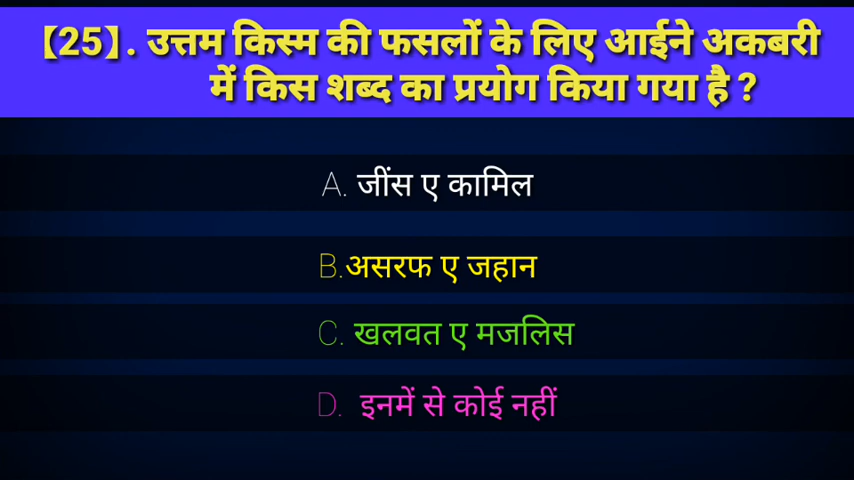 【25】. उत्तम किस्म की फसलों के लिए आईने अकबरी
में किस शब्द का प्रयोग किया गया है ?
A. जींस ए कामिल
B.असरफ ए जहान
C. खलवत ए मजलिस
D. इनमें से कोई नहीं